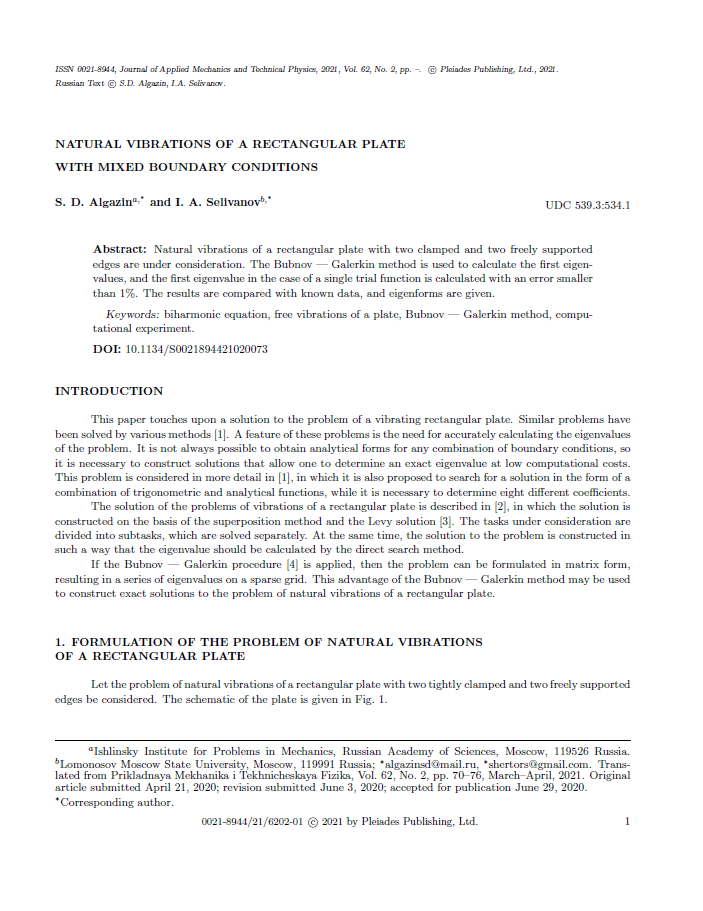 ISSN 0021-8944, Journal of Applied Mechanics and Technical Physics, 2021, Vol. 62, No. 2, pp. –. © Pleiades Publishing, Ltd., 2021.
Russian Text © S.D. Algazin, I.A. Selivanov.
NATURAL VIBRATIONS OF A RECTANGULAR PLATE
WITH MIXED BOUNDARY CONDITIONS
S. D. Algazin^a,* and I. A. Selivanov^b,*
UDC 539.3:534.1
Abstract: Natural vibrations of a rectangular plate with two clamped and two freely supported
edges are under consideration. The Bubnov — Galerkin method is used to calculate the first eigen-
values, and the first eigenvalue in the case of a single trial function is calculated with an error smaller
than 1%. The results are compared with known data, and eigenforms are given.
Keywords: biharmonic equation, free vibrations of a plate, Bubnov — Galerkin method, compu-
tational experiment.
DOI: 10.1134/S0021894421020073
INTRODUCTION
This paper touches upon a solution to the problem of a vibrating rectangular plate. Similar problems have
been solved by various methods [1]. A feature of these problems is the need for accurately calculating the eigenvalues
of the problem. It is not always possible to obtain analytical forms for any combination of boundary conditions, so
it is necessary to construct solutions that allow one to determine an exact eigenvalue at low computational costs.
This problem is considered in more detail in [1], in which it is also proposed to search for a solution in the form of a
combination of trigonometric and analytical functions, while it is necessary to determine eight different coefficients.
The solution of the problems of vibrations of a rectangular plate is described in [2], in which the solution is
constructed on the basis of the superposition method and the Levy solution [3]. The tasks under consideration are
divided into subtasks, which are solved separately. At the same time, the solution to the problem is constructed in
such a way that the eigenvalue should be calculated by the direct search method.
If the Bubnov — Galerkin procedure [4] is applied, then the problem can be formulated in matrix form,
resulting in a series of eigenvalues on a sparse grid. This advantage of the Bubnov — Galerkin method may be used
to construct exact solutions to the problem of natural vibrations of a rectangular plate.
1. FORMULATION OF THE PROBLEM OF NATURAL VIBRATIONS
OF A RECTANGULAR PLATE
Let the problem of natural vibrations of a rectangular plate with two tightly clamped and two freely supported
edges be considered. The schematic of the plate is given in Fig. 1.
^aIshlinsky Institute for Problems in Mechanics, Russian Academy of Sciences, Moscow, 119526 Russia.
^bLomonosov Moscow State University, Moscow, 119991 Russia; *algazinsd@mail.ru, *shertors@gmail.com. Trans-
lated from Prikladnaya Mekhanika i Tekhnicheskaya Fizika, Vol. 62, No. 2, pp. 70–76, March–April, 2021. Original
article submitted April 21, 2020; revision submitted June 3, 2020; accepted for publication June 29, 2020.
*Corresponding author.
0021-8944/21/6202-01 © 2021 by Pleiades Publishing, Ltd.
1